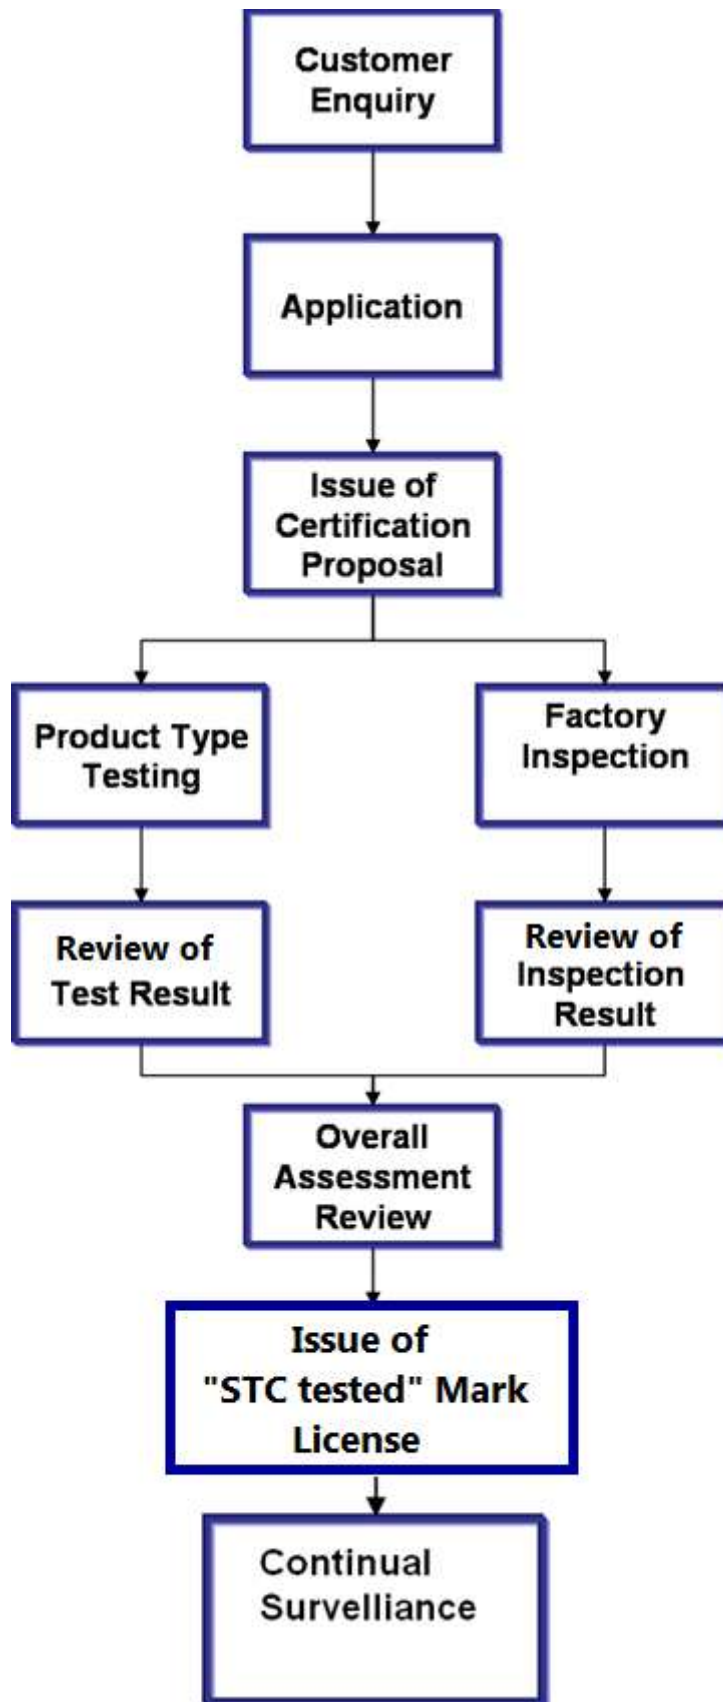 Customer
Enquiry
Application
Issue of
Certification
Proposal
Product Type
Testing
Factory
Inspection
Review of
Test Result
Review of
Inspection
Result
Overall
Assessment
Review
Issue of
"STC tested" Mark
License
Continual
Survelliance